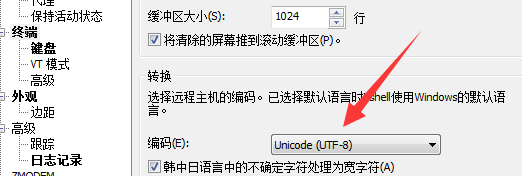 代理
保持活动状态
终端
键盘
VT 模式
高级
外观
边距
高级
跟踪
日志记录
ZMODEM
缓冲区大小(S):
1024
行
将清除的屏幕推到滚动缓冲区(P)。
转换
选择远程主机的编码。已选择默认语言时 shell使用Windows的默认语
言。
编码(E):
Unicode (UTF-8)
韩中日语言中的不确定字符处理为宽字符(A)